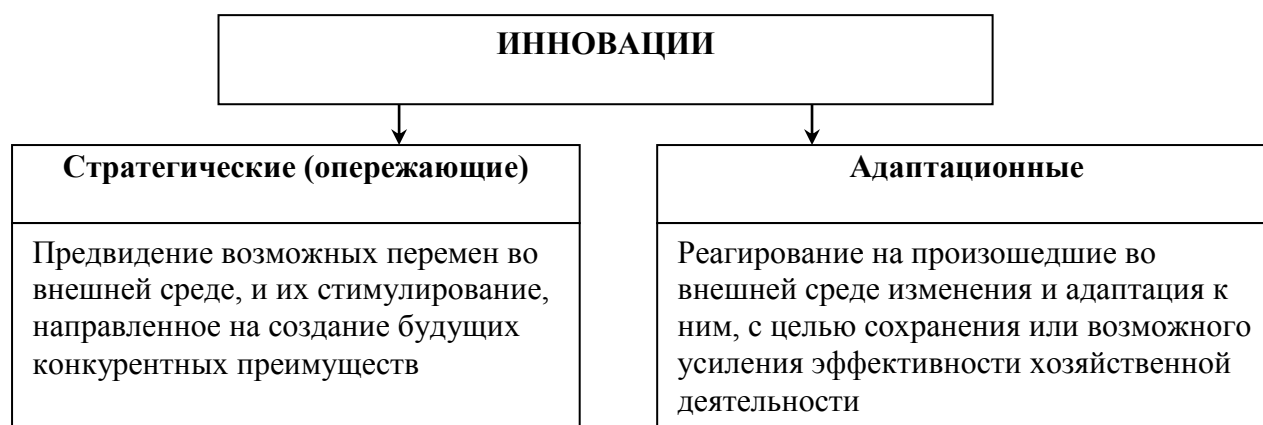 ИННОВАЦИИ
Стратегические (опережающие)
Предвидение возможных перемен во
внешней среде, и их стимулирование,
направленное на создание будущих
конкурентных преимуществ
Адаптационные
Реагирование на произошедшие во
внешней среде изменения и адаптация к
ним, с целью сохранения или возможного
усиления эффективности хозяйственной
деятельности